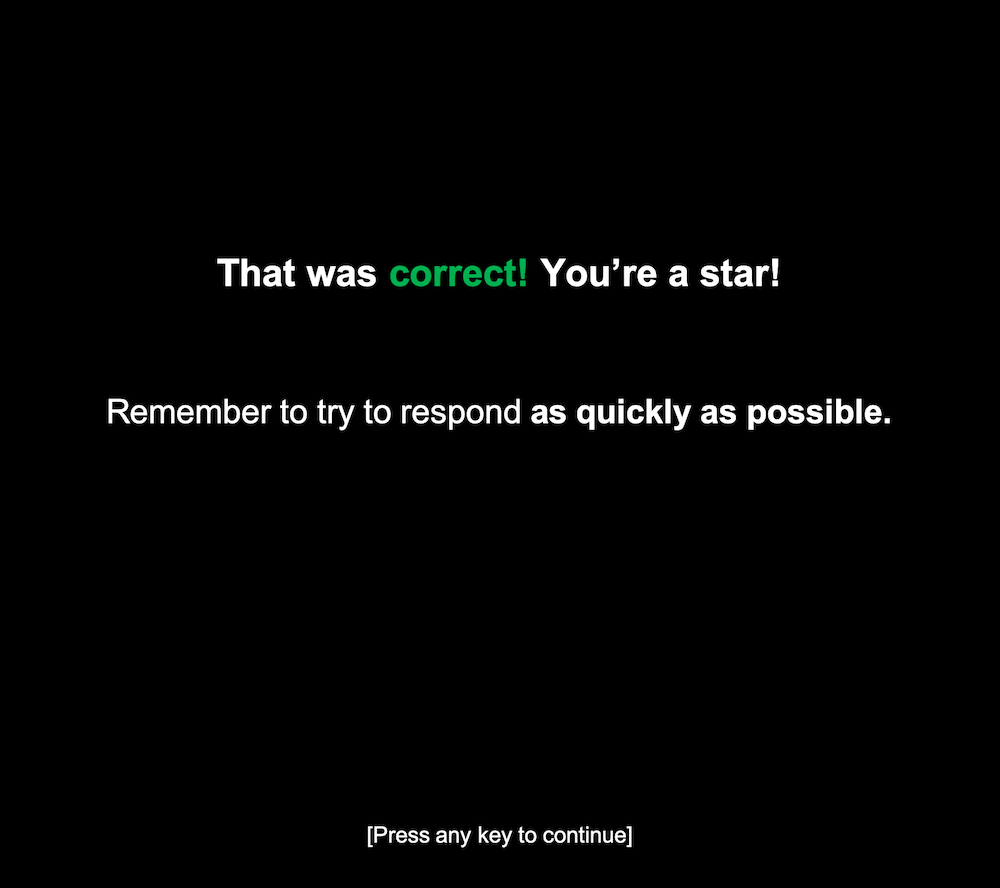 That was correct! You’re a star!
Remember to try to respond as quickly as possible.
[Press any key to continue]